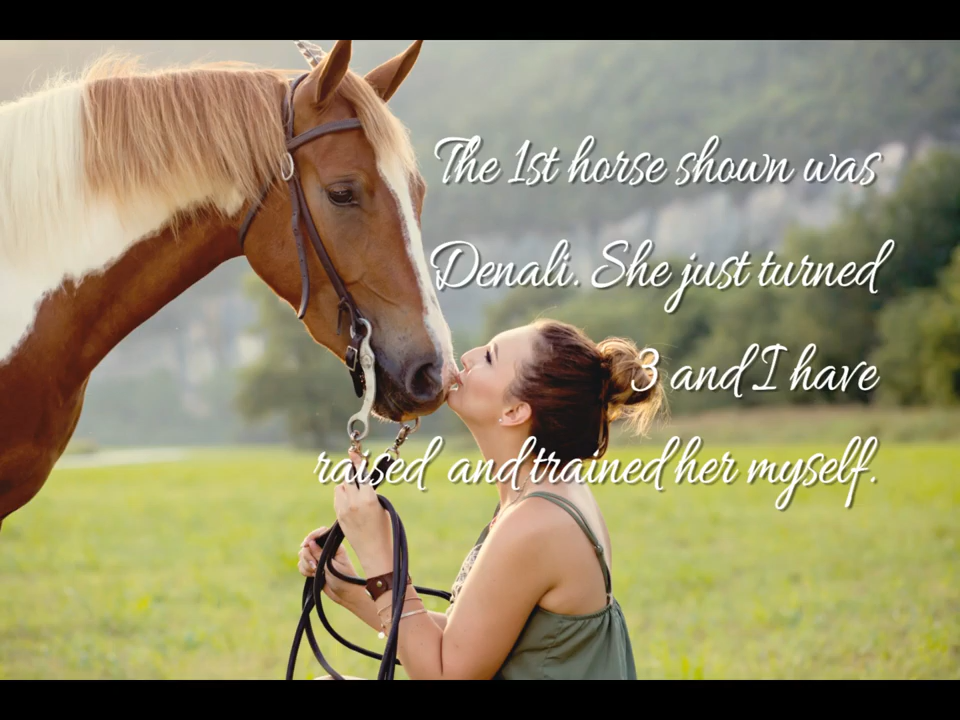 The 1st horse shown was
Denali. She just turned
3 and I have
raised and trained her myself.